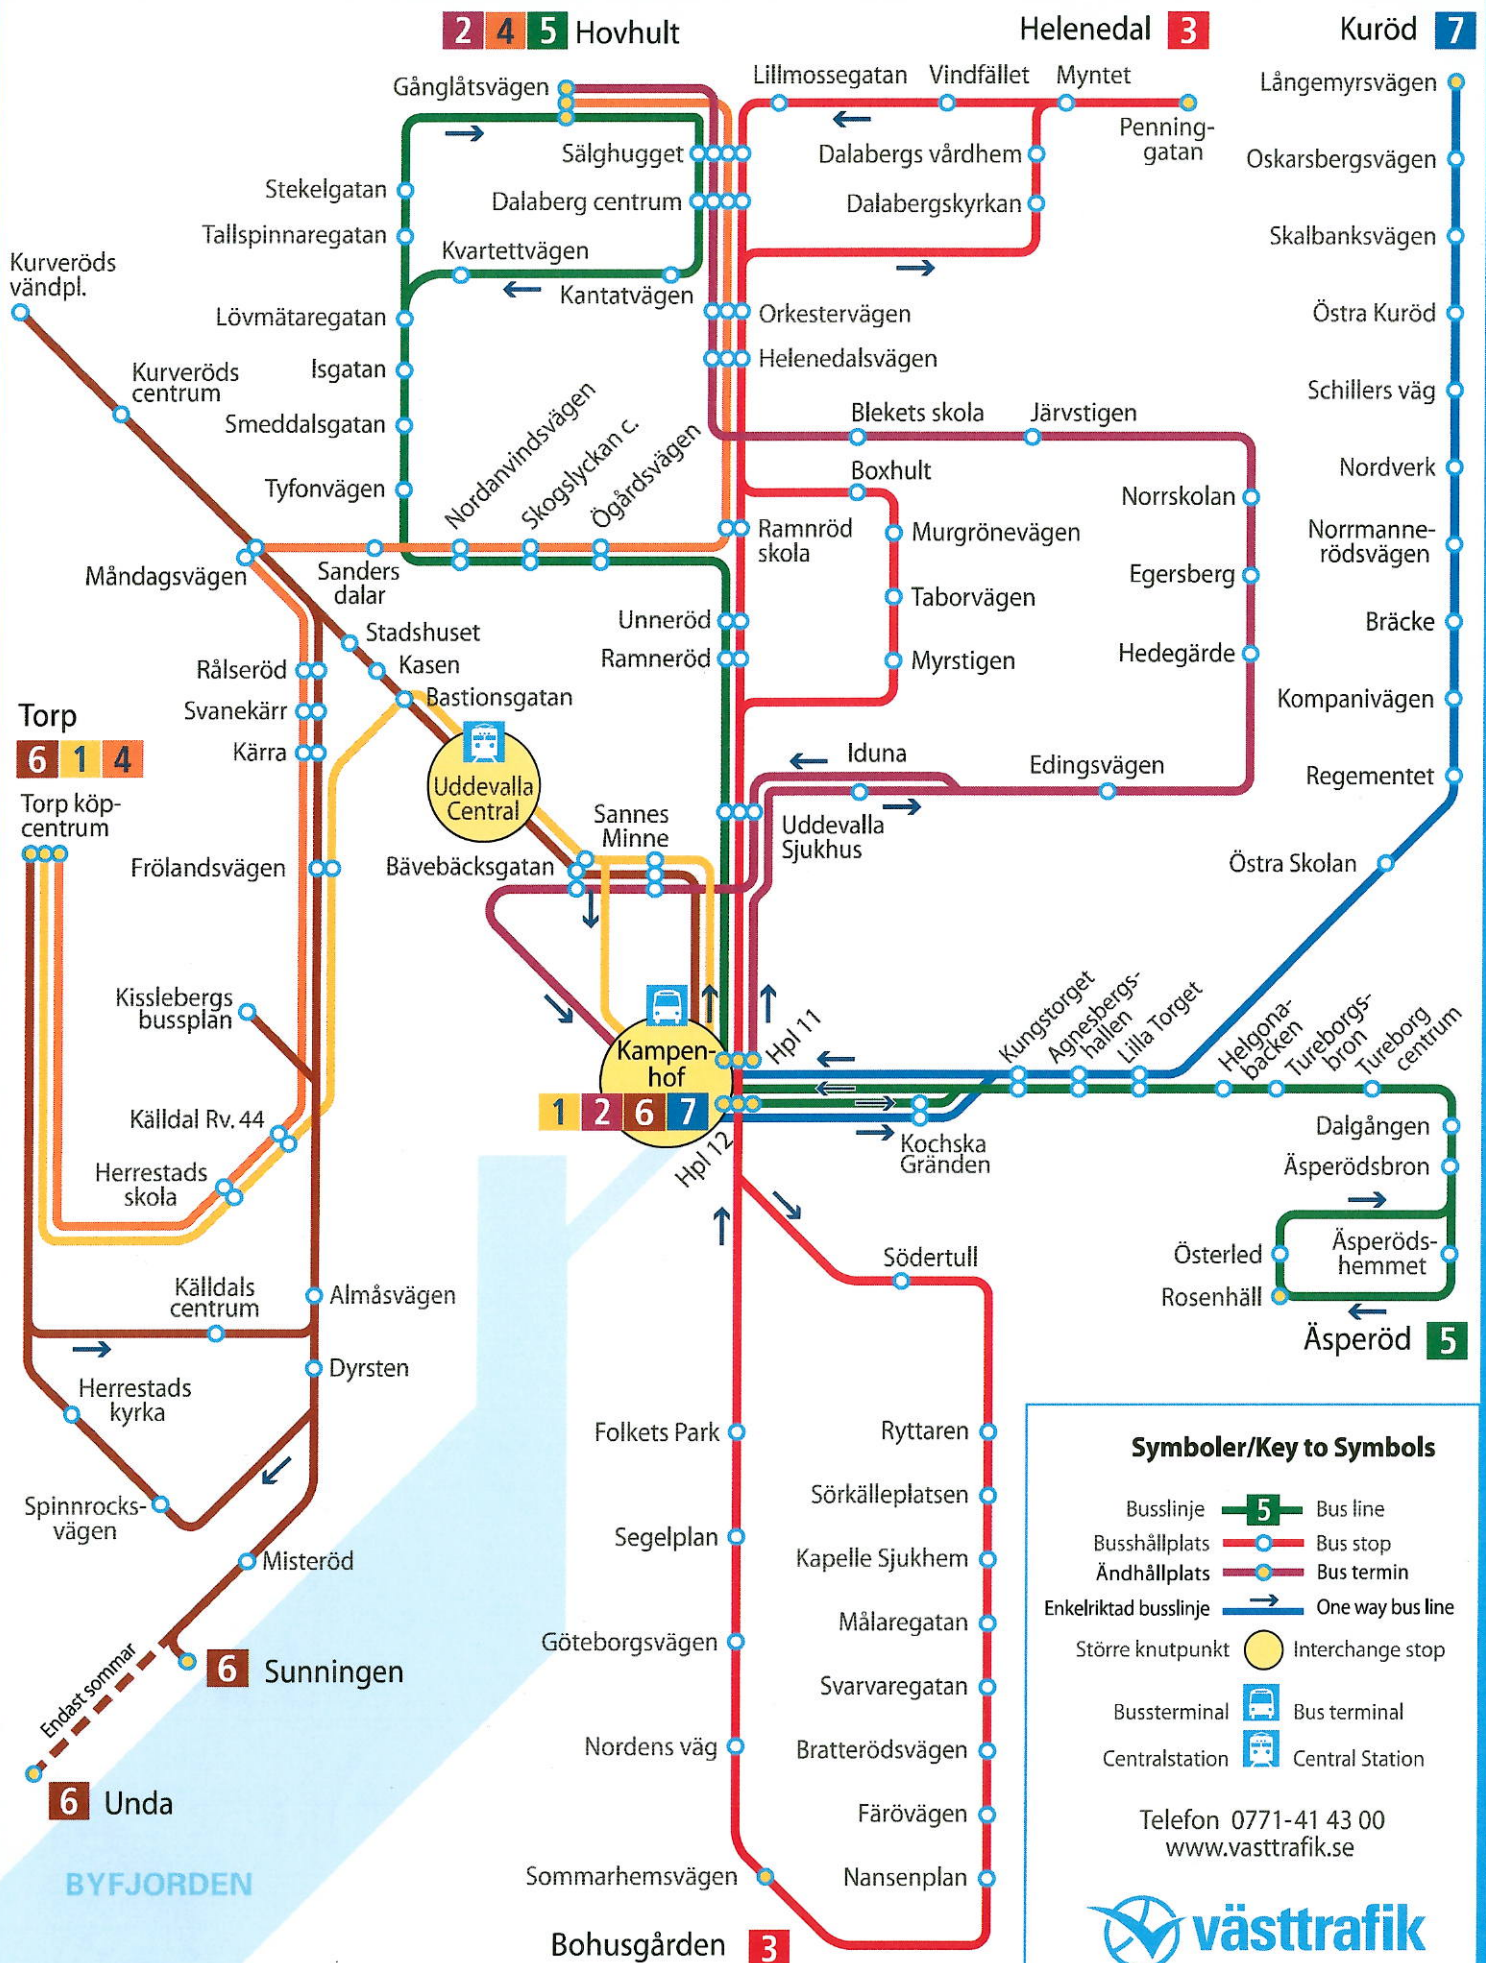 2 4 5 Hovhult
Helenedal 3
Kuröd 7
Gånglåtsvägen
Lillmossegatan
Vindfället
Myntet
Långemyrsvägen
Penning-
gatan
Sälghugget
Dalabergs vårdhem
Oskarsbergsvägen
Stekelgatan
Dalaberg centrum
Dalabergskyrkan
Tallspinnaregatan
Kvartettvägen
Skalbanksvägen
Kurveröds
vändpl.
Kantatvägen
Lövmätaregatan
Orkestervägen
Östra Kuröd
Isgatan
Helenedalsvägen
Kurveröds
centrum
Schillers väg
Smeddalsgatan
Blekets skola
Järvstigen
Nordanvindsvägen
Skogslyckan c.
Ögårdsvägen
Boxhult
Nordverk
Tyfonvägen
Norrskolan
Ramnröd
skola
Murgrönevägen
Norrmanne-
rödsvägen
Måndagsvägen
Sanders
dalar
Egersberg
Taborvägen
Stadshuset
Unneröd
Bräcke
Kasen
Rålseröd
Ramneröd
Myrstigen
Hedegärde
Bastionsgatan
Svanekärr
Kompanivägen
Torp
6 1 4
Kärra
Iduna
Edingsvägen
Regementet
Uddevalla
Central
Torp köp-
centrum
Sannes
Minne
Uddevalla
Sjukhus
Frölandsvägen
Bävebäcksgatan
Östra Skolan
Kisslebergs
bussplan
Kampen-
hof
1 2 6 7
Hpl 11
Hpl 12
Kungstorget
Agnesbergs-
hallen
Lilla Torget
Helgona-
backen
Tureborgs-
bron
Tureborg
centrum
Källdal Rv. 44
Kochska
Gränden
Dalgången
Herrestads
skola
Äsperödsbron
Österled
Äsperöds-
hemmet
Södertull
Rosenhäll
Källdals
centrum
Almåsvägen
Äsperöd 5
Dyrsten
Herrestads
kyrka
Folkets Park
Ryttaren
Spinnrocks-
vägen
Sörkälleplatsen
Segelplan
Kapelle Sjukhem
Misteröd
Målaregatan
Göteborgsvägen
6 Sunningen
Svarvaregatan
Endast sommar
Nordens väg
Bratterödsvägen
6 Unda
Färövägen
BYFJORDEN
Sommarhemsvägen
Nansenplan
Bohusgården 3
Symboler/Key to Symbols
Busslinje 5 Bus line
Busshållplats Bus stop
Ändhållplats Bus termin
Enkelriktad busslinje One way bus line
Större knutpunkt Interchange stop
Bussterminal Bus terminal
Centralstation Central Station
Telefon 0771-41 43 00
www.vasttrafik.se
västtrafik